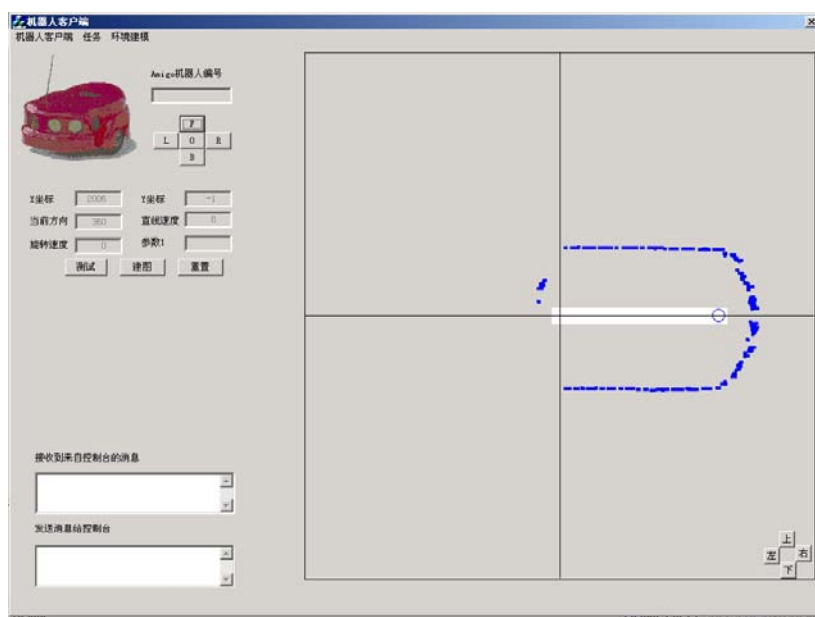 机器人客户端
机器人客户端 任务 环境建模
Amigo机器人编号
F
L O R
B
X坐标 2005 Y坐标 -1
当前方向 360 直线速度 0
旋转速度 0 参数1
测试 建图 重置
接收到来自控制台的消息
发送消息给控制台
上
左 右
下